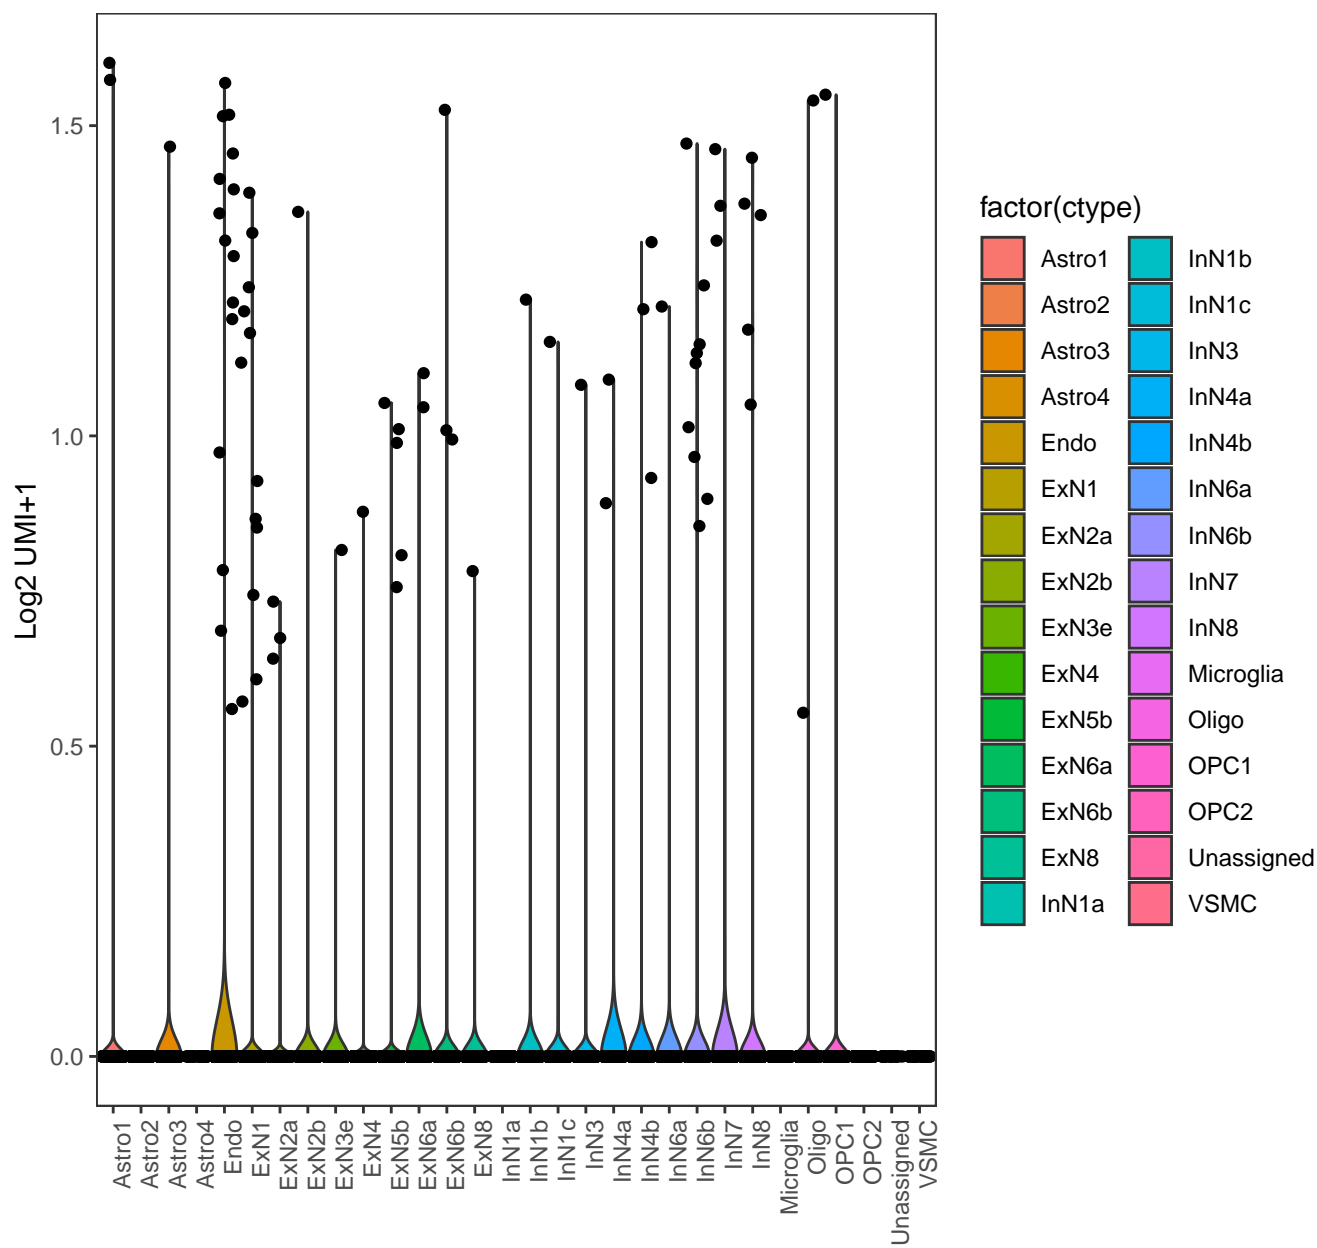 1.5
1.0
0.5
0.0
Log2 UMI+1
Astro1
Astro2
Astro3
Astro4
Endo
ExN1
ExN2a
ExN2b
ExN3e
ExN4
ExN5b
ExN6a
ExN6b
ExN8
InN1a
InN1b
InN1c
InN3
InN4a
InN4b
InN6a
InN6b
InN7
InN8
Microglia
Oligo
OPC1
OPC2
Unassigned
VSMC
factor(ctype)
Astro1
Astro2
Astro3
Astro4
Endo
ExN1
ExN2a
ExN2b
ExN3e
ExN4
ExN5b
ExN6a
ExN6b
ExN8
InN1a
InN1b
InN1c
InN3
InN4a
InN4b
InN6a
InN6b
InN7
InN8
Microglia
Oligo
OPC1
OPC2
Unassigned
VSMC